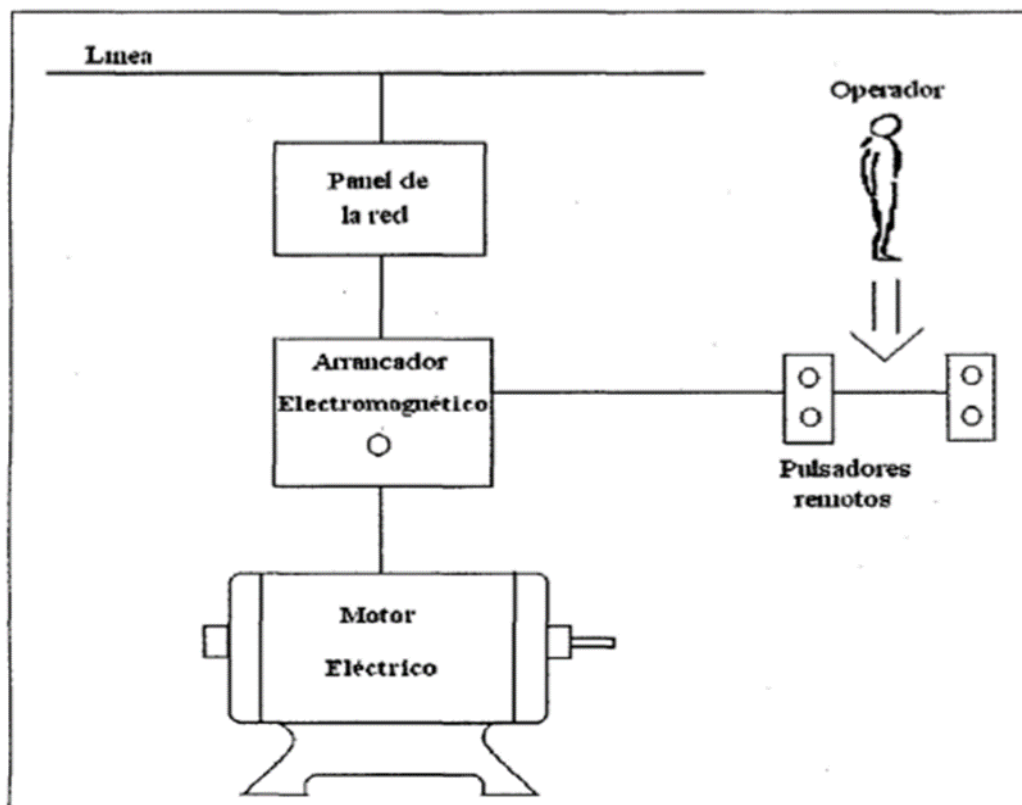 Linea
Operador
Panel de
la red
Arrancador
Electromagnético
Pulsadores
remotos
Motor
Eléctrico